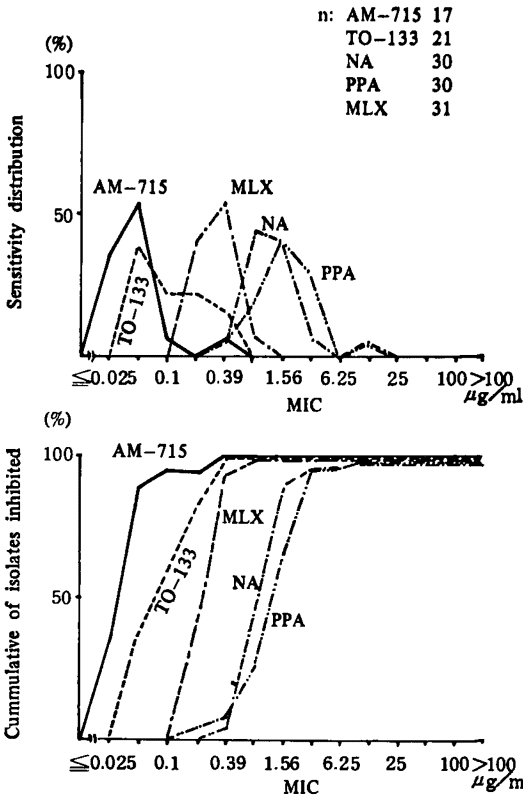 n: AM-715 17
TO-133 21
NA 30
PPA 30
MLX 31
(%)
100
50
Sensitivity distribution
AM-715
MLX
NA
PPA
TO-133
≦0.025 0.1 0.39 1.56 6.25 25 100 >100
MIC
μg/ml
(%)
100
50
Cummulative of isolates inhibited
AM-715
TO-133
MLX
NA
PPA
≦0.025 0.1 0.39 1.56 6.25 25 100 >100
MIC
μg/m